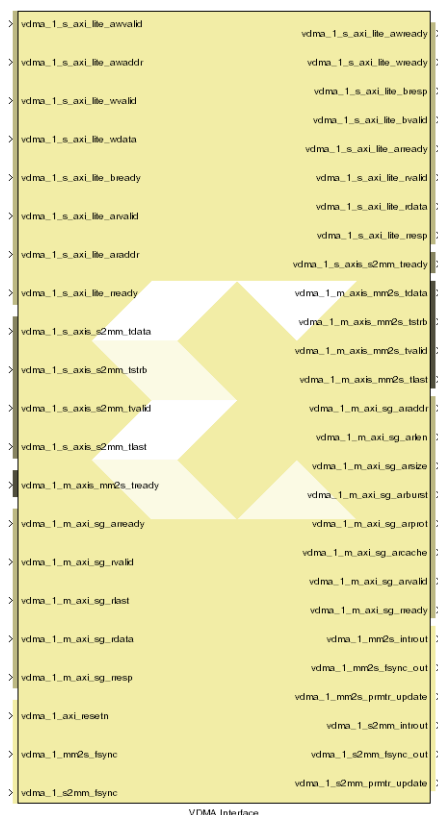 vdma_1_s_axi_lite_awvalid
vdma_1_s_axi_lite_awaddr
vdma_1_s_axi_lite_wvalid
vdma_1_s_axi_lite_wdata
vdma_1_s_axi_lite_bready
vdma_1_s_axi_lite_arvalid
vdma_1_s_axi_lite_araddr
vdma_1_s_axi_lite_rready
vdma_1_s_axis_s2mm_tdata
vdma_1_s_axis_s2mm_tstrb
vdma_1_s_axis_s2mm_tvalid
vdma_1_s_axis_s2mm_tlast
vdma_1_m_axis_mm2s_tready
vdma_1_m_axi_sg_arready
vdma_1_m_axi_sg_rvalid
vdma_1_m_axi_sg_rlast
vdma_1_m_axi_sg_rdata
vdma_1_m_axi_sg_rresp
vdma_1_axi_resetn
vdma_1_mm2s_fsync
vdma_1_s2mm_fsync
vdma_1_s_axi_lite_awready
vdma_1_s_axi_lite_wready
vdma_1_s_axi_lite_bresp
vdma_1_s_axi_lite_bvalid
vdma_1_s_axi_lite_arready
vdma_1_s_axi_lite_rvalid
vdma_1_s_axi_lite_rdata
vdma_1_s_axi_lite_rresp
vdma_1_s_axis_s2mm_tready
vdma_1_m_axis_mm2s_tdata
vdma_1_m_axis_mm2s_tstrb
vdma_1_m_axis_mm2s_tvalid
vdma_1_m_axis_mm2s_tlast
vdma_1_m_axi_sg_araddr
vdma_1_m_axi_sg_arlen
vdma_1_m_axi_sg_arsize
vdma_1_m_axi_sg_arburst
vdma_1_m_axi_sg_arprot
vdma_1_m_axi_sg_arcache
vdma_1_m_axi_sg_arvalid
vdma_1_m_axi_sg_rready
vdma_1_mm2s_introut
vdma_1_mm2s_fsync_out
vdma_1_mm2s_prmtr_update
vdma_1_s2mm_introut
vdma_1_s2mm_fsync_out
vdma_1_s2mm_prmtr_update
VDMA Interface